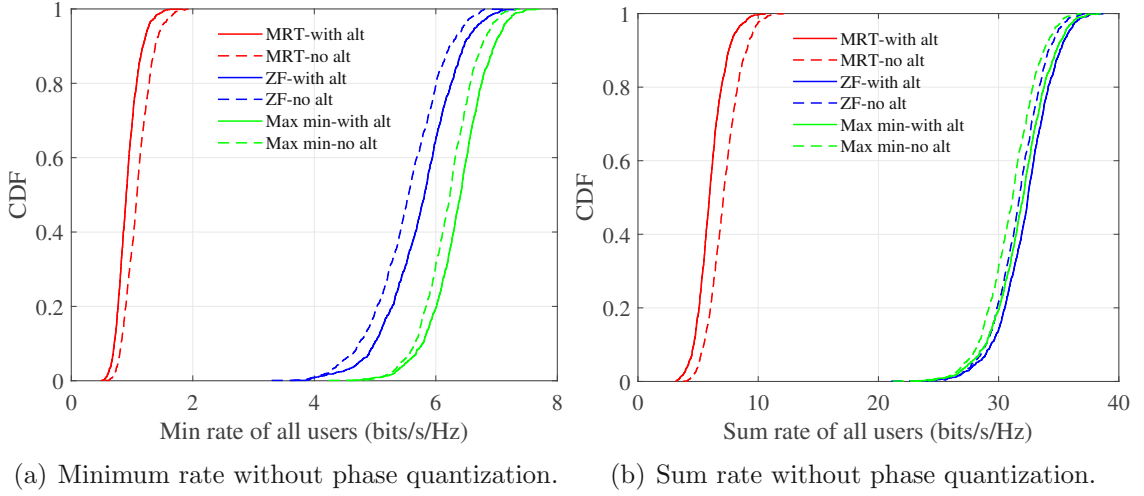 1
0.8
0.6
0.4
0.2
0
CDF
MRT-with alt
MRT-no alt
ZF-with alt
ZF-no alt
Max min-with alt
Max min-no alt
0 2 4 6 8
Min rate of all users (bits/s/Hz)
(a) Minimum rate without phase quantization.
1
0.8
0.6
0.4
0.2
0
CDF
MRT-with alt
MRT-no alt
ZF-with alt
ZF-no alt
Max min-with alt
Max min-no alt
0 10 20 30 40
Sum rate of all users (bits/s/Hz)
(b) Sum rate without phase quantization.